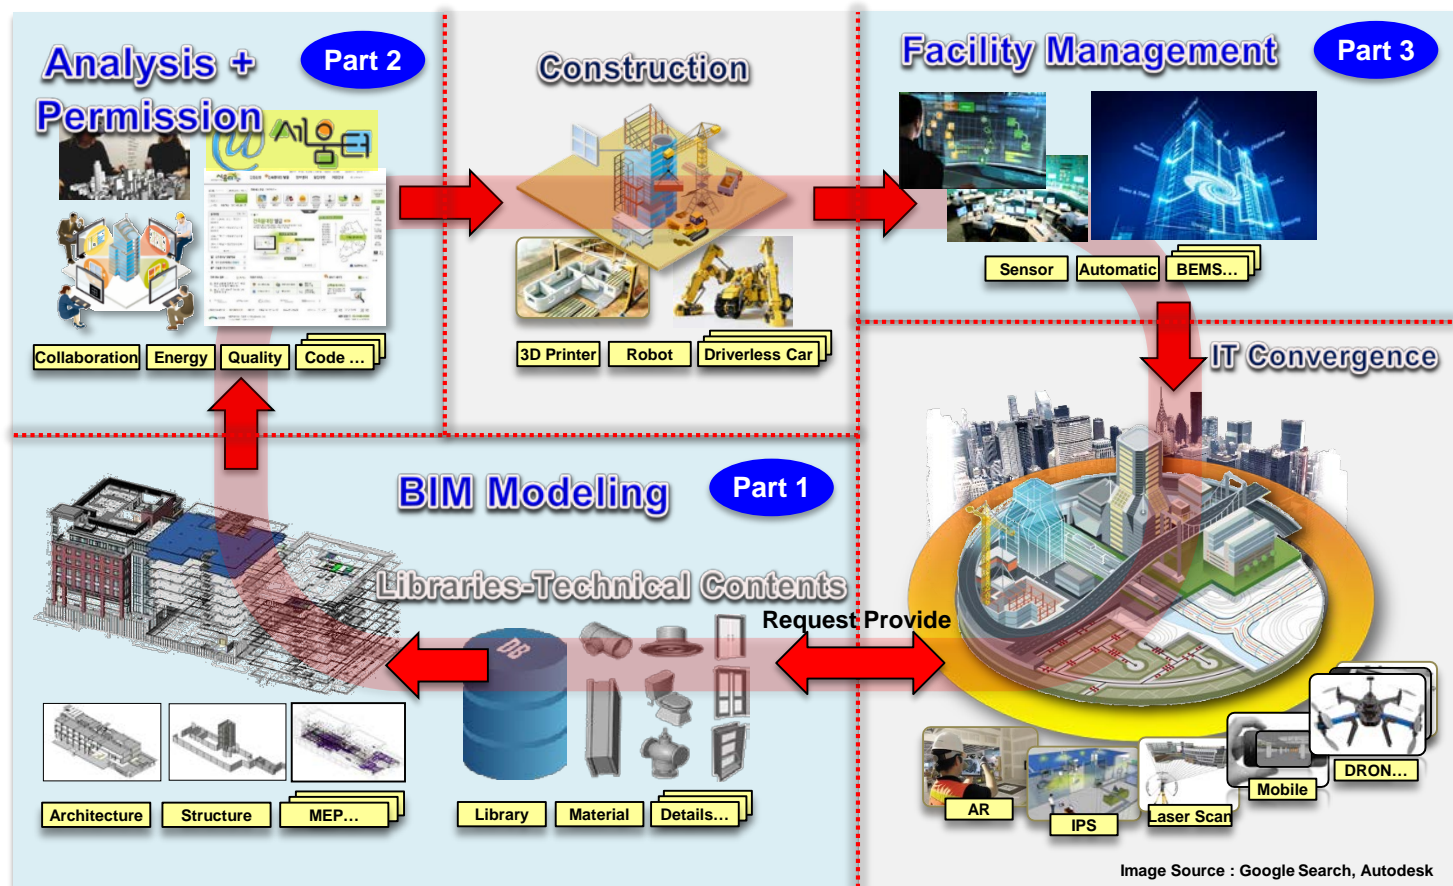 Analysis +
Permission
Part 2
Construction
Facility Management
Part 3
@
세움터
Collaboration
Energy
Quality
Code ...
3D Printer
Robot
Driverless Car
Sensor
Automatic
BEMS...
IT Convergence
BIM Modeling
Part 1
Libraries-Technical Contents
Request Provide
DB
Architecture
Structure
MEP...
Library
Material
Details...
AR
IPS
Laser Scan
Mobile
DRON...
Image Source : Google Search, Autodesk